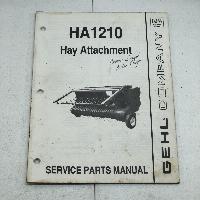 HA1210
Hay Attachment
GEHL COMPANY
SERVICE PARTS MANUAL